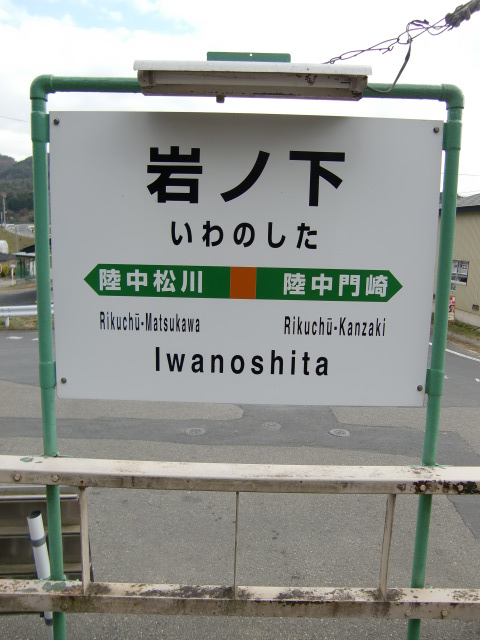 岩ノ下
いわのした
陸中松川 陸中門崎
Rikuchū-Matsukawa Rikuchū-Kanzaki
Iwanoshita